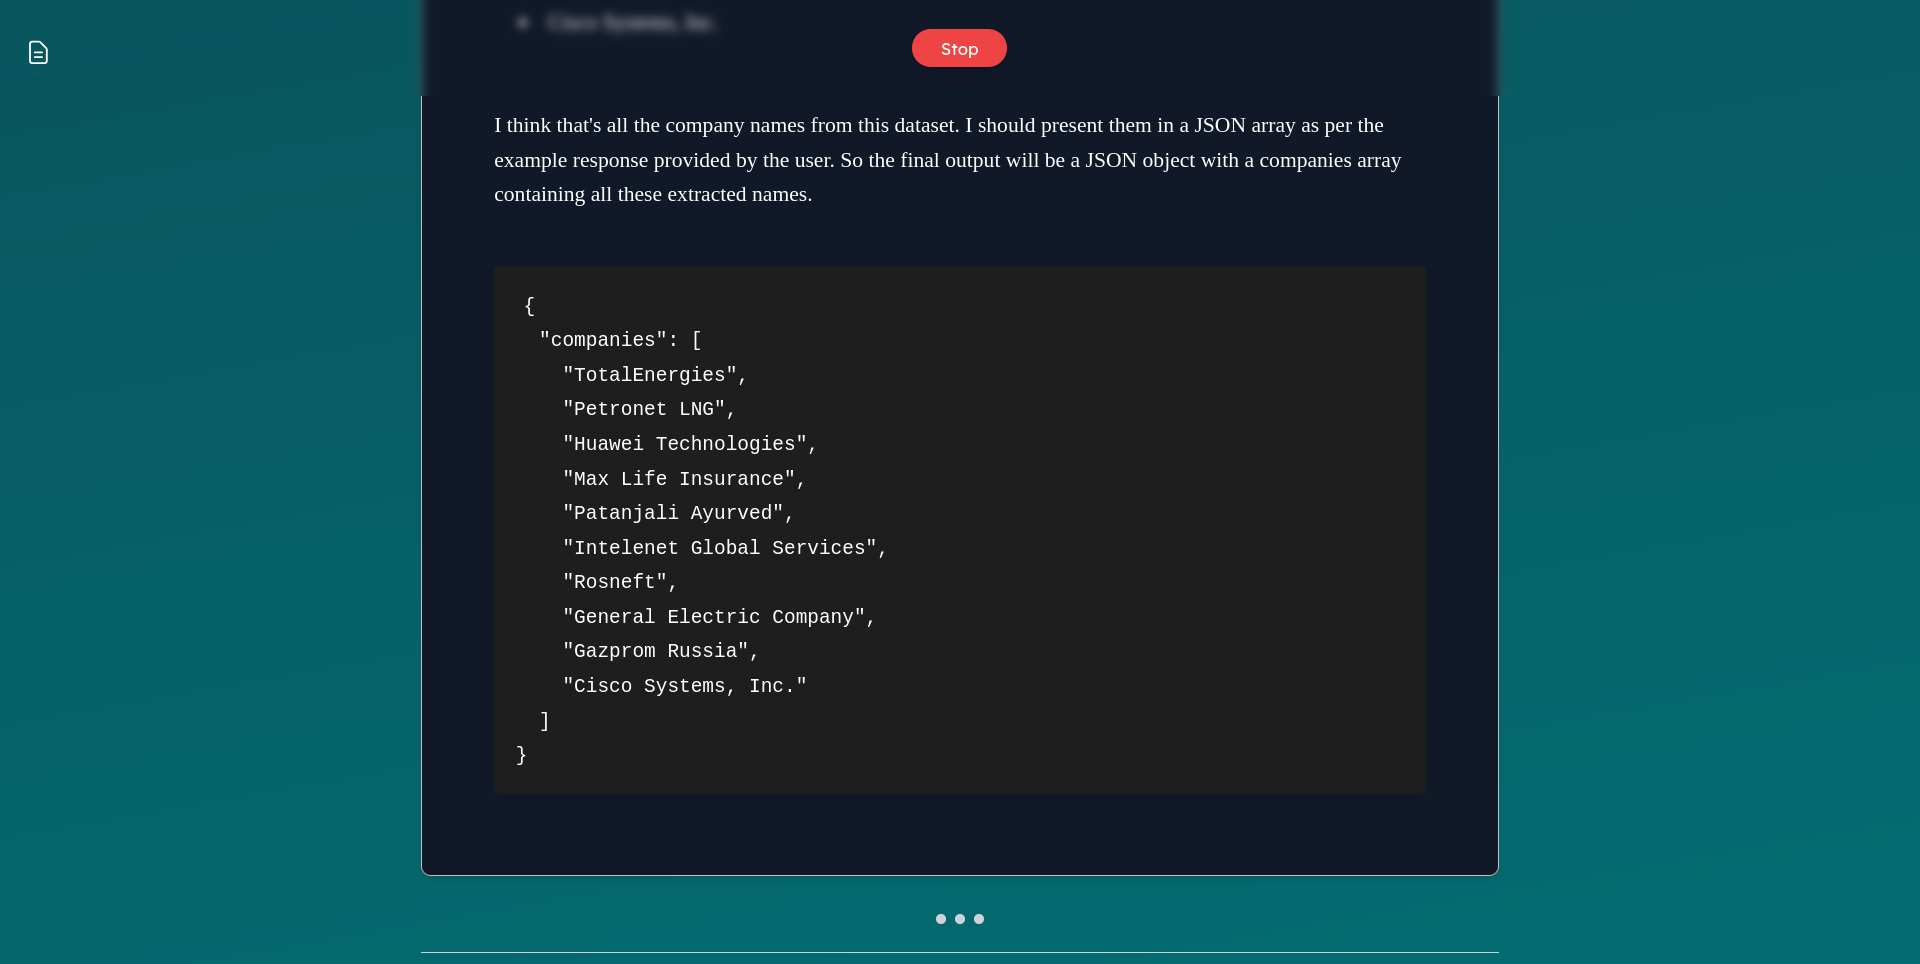 • Cisco Systems, Inc.
Stop
I think that's all the company names from this dataset. I should present them in a JSON array as per the
example response provided by the user. So the final output will be a JSON object with a companies array
containing all these extracted names.
{
"companies": [
"TotalEnergies",
"Petronet LNG",
"Huawei Technologies",
"Max Life Insurance",
"Patanjali Ayurved",
"Intelenet Global Services",
"Rosneft",
"General Electric Company",
"Gazprom Russia",
"Cisco Systems, Inc."
]
}